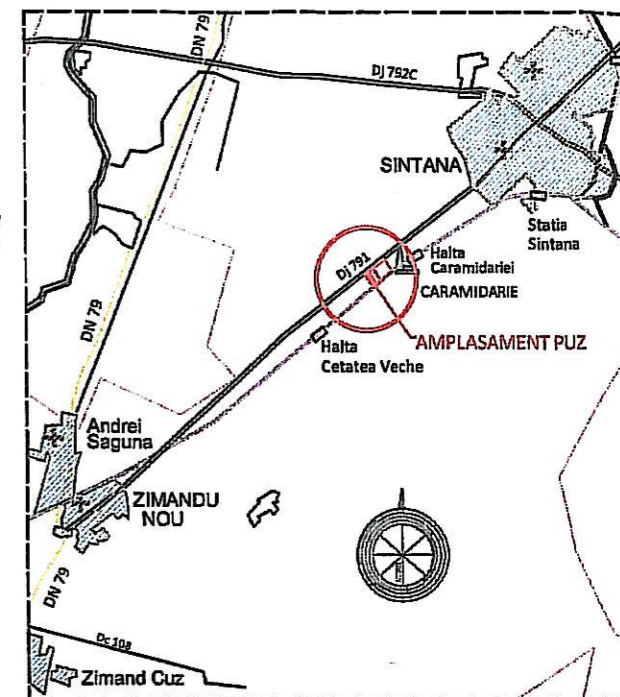 DN 79
Dj 792C
SINTANA
Statia
Sintana
Dj 791
Halta
Caramidariei
CARAMIDARIE
AMPLASAMENT PUZ
Halta
Cetatea Veche
DN 79
Andrei
Saguna
ZIMANDU
NOU
DN 79
Dc 103
Zimand Cuz